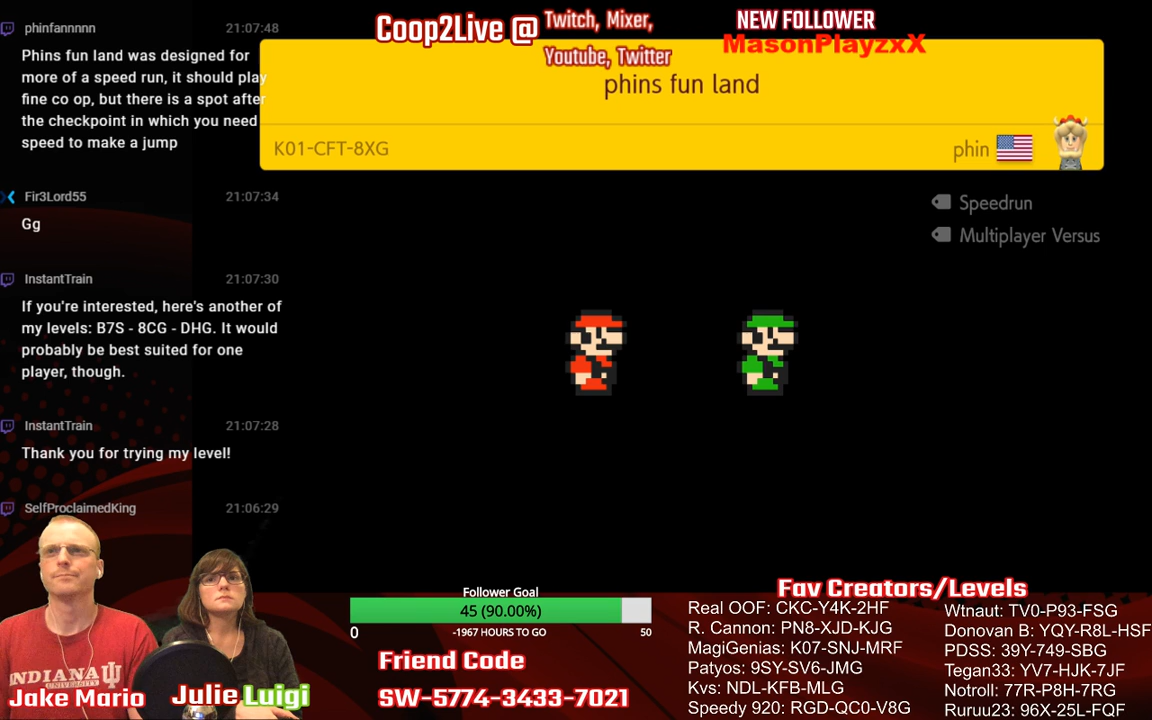 phinfannnnn 21:07:48
Phins fun land was designed for
more of a speed run, it should play
fine co op, but there is a spot after
the checkpoint in which you need
speed to make a jump
Fir3Lord55 21:07:34
Gg
InstantTrain 21:07:30
If you're interested, here's another of
my levels: B7S - 8CG - DHG. It would
probably be best suited for one
player, though.
InstantTrain 21:07:28
Thank you for trying my level!
SelfProclaimedKing 21:06:29
Coop2Live @ Twitch, Mixer,
Youtube, Twitter
NEW FOLLOWER
MasonPlayzxX
phins fun land
K01-CFT-8XG
phin
Speedrun
Multiplayer Versus
INDIANA
Jake Mario
Julie Luigi
Follower Goal
45 (90.00%)
0 -1967 HOURS TO GO 50
Friend Code
SW-5774-3433-7021
Fav Creators/Levels
Real OOF: CKC-Y4K-2HF
R. Cannon: PN8-XJD-KJG
MagiGenias: K07-SNJ-MRF
Patyos: 9SY-SV6-JMG
Kvs: NDL-KFB-MLG
Speedy 920: RGD-QC0-V8G
Wtnaut: TV0-P93-FSG
Donovan B: YQY-R8L-HSF
PDSS: 39Y-749-SBG
Tegan33: YV7-HJK-7JF
Notroll: 77R-P8H-7RG
Ruruu23: 96X-25L-FQF